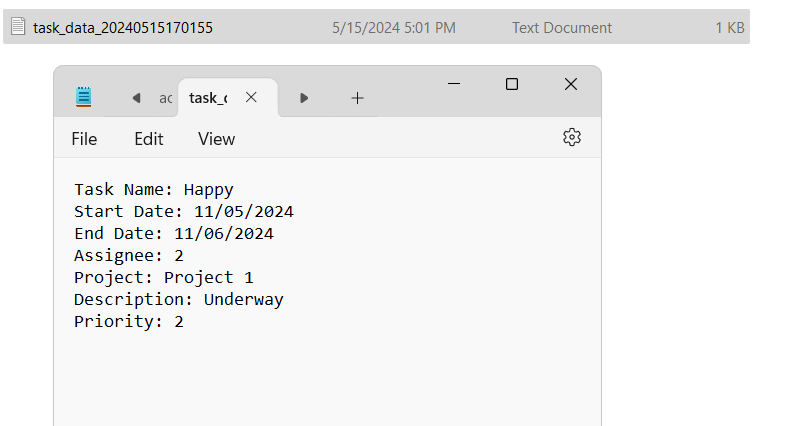 task_data_20240515170155 5/15/2024 5:01 PM Text Document 1 KB
ac task_d
File Edit View
Task Name: Happy
Start Date: 11/05/2024
End Date: 11/06/2024
Assignee: 2
Project: Project 1
Description: Underway
Priority: 2